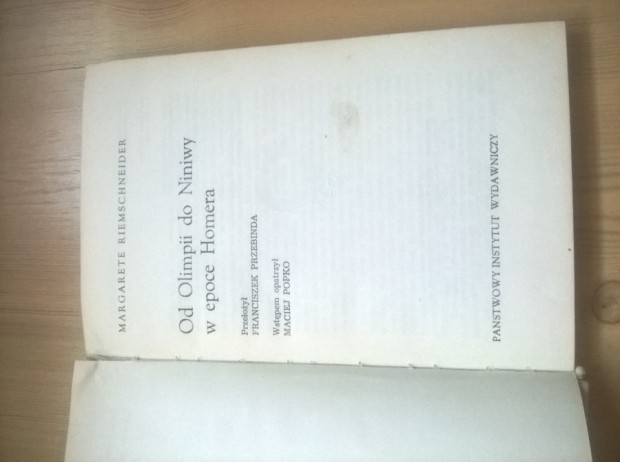 MARGARETE RIEMSCHNEIDER
Od Olimpii do Niniwy
w epoce Homera
Przełożył
FRANCISZEK PRZEBINDA
Wstępem opatrzył
MACIEJ POPKO
PAŃSTWOWY INSTYTUT WYDAWNICZY